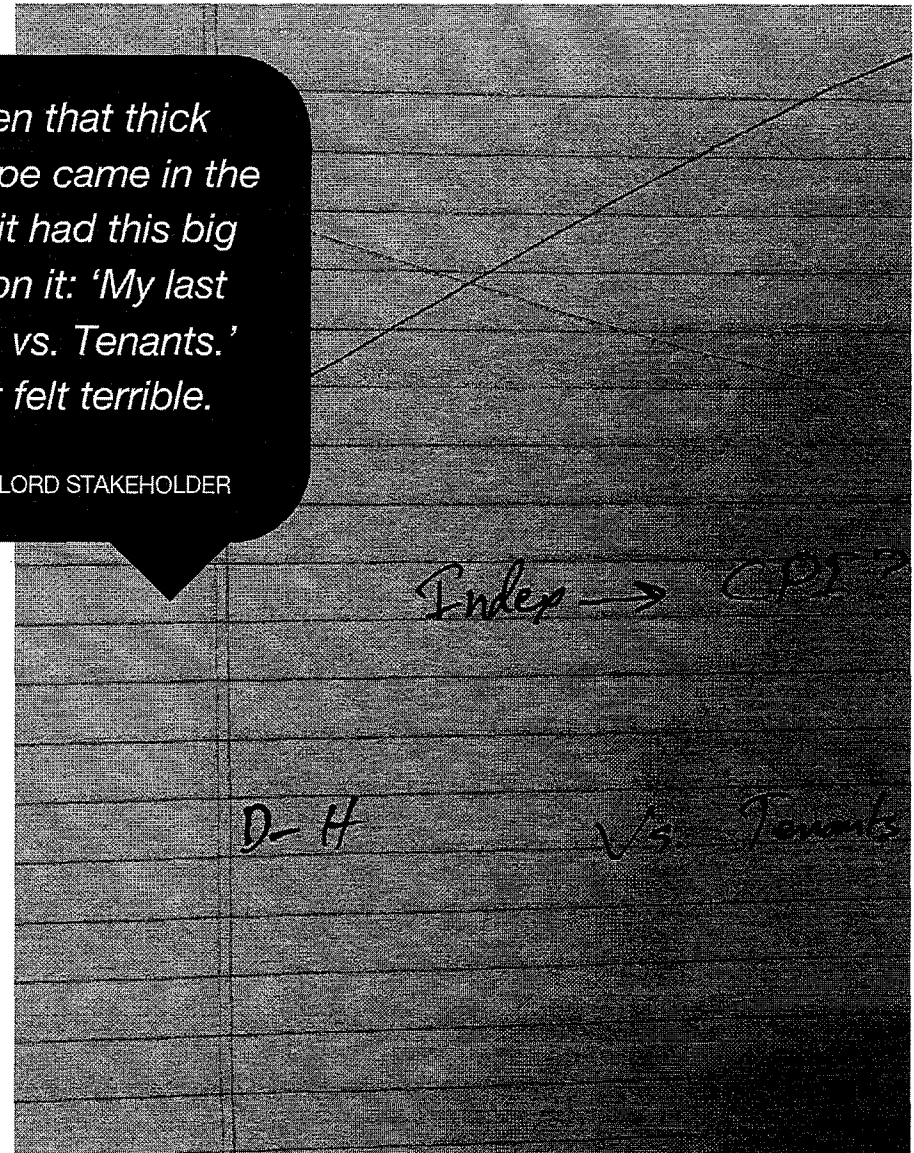 en that thick
pe came in the
it had this big
on it: 'My last
vs. Tenants.'
felt terrible.
LORD STAKEHOLDER
Index → CPI?
D- H Vs. Tenants